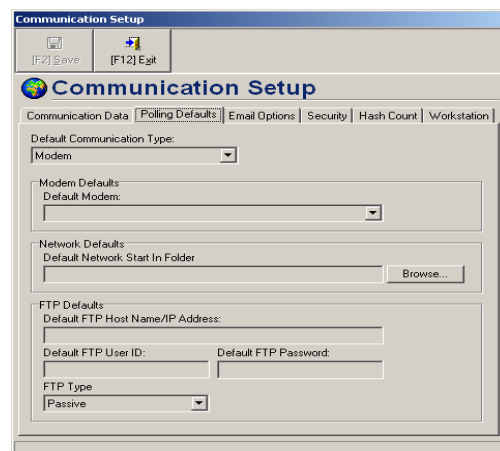 Communication Setup
[F2] Save [F12] Exit
Communication Setup
Communication Data Polling Defaults Email Options Security Hash Count Workstation
Default Communication Type:
Modem
Modem Defaults
Default Modem:
Network Defaults
Default Network Start In Folder
Browse...
FTP Defaults
Default FTP Host Name/IP Address:
Default FTP User ID: Default FTP Password:
FTP Type
Passive